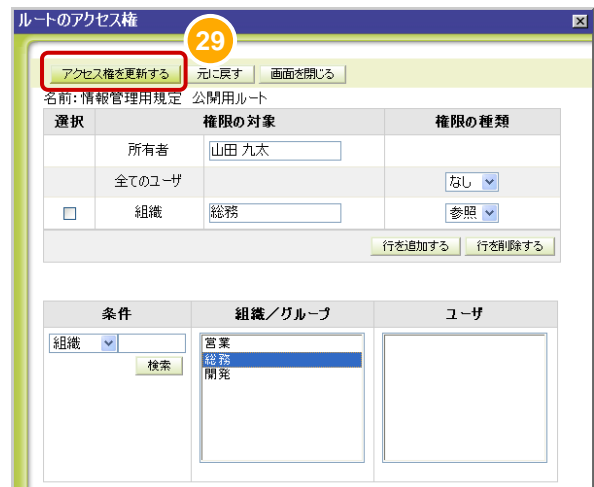 ルートのアクセス権
29
アクセス権を更新する 元に戻す 画面を閉じる
名前:情報管理用規定 公開用ルート
選択 権限の対象 権限の種類
所有者 山田 九太
全てのユーザ なし
組織 総務 参照
行を追加する 行を削除する
条件 組織／グループ ユーザ
組織
検索
営業
総務
開発